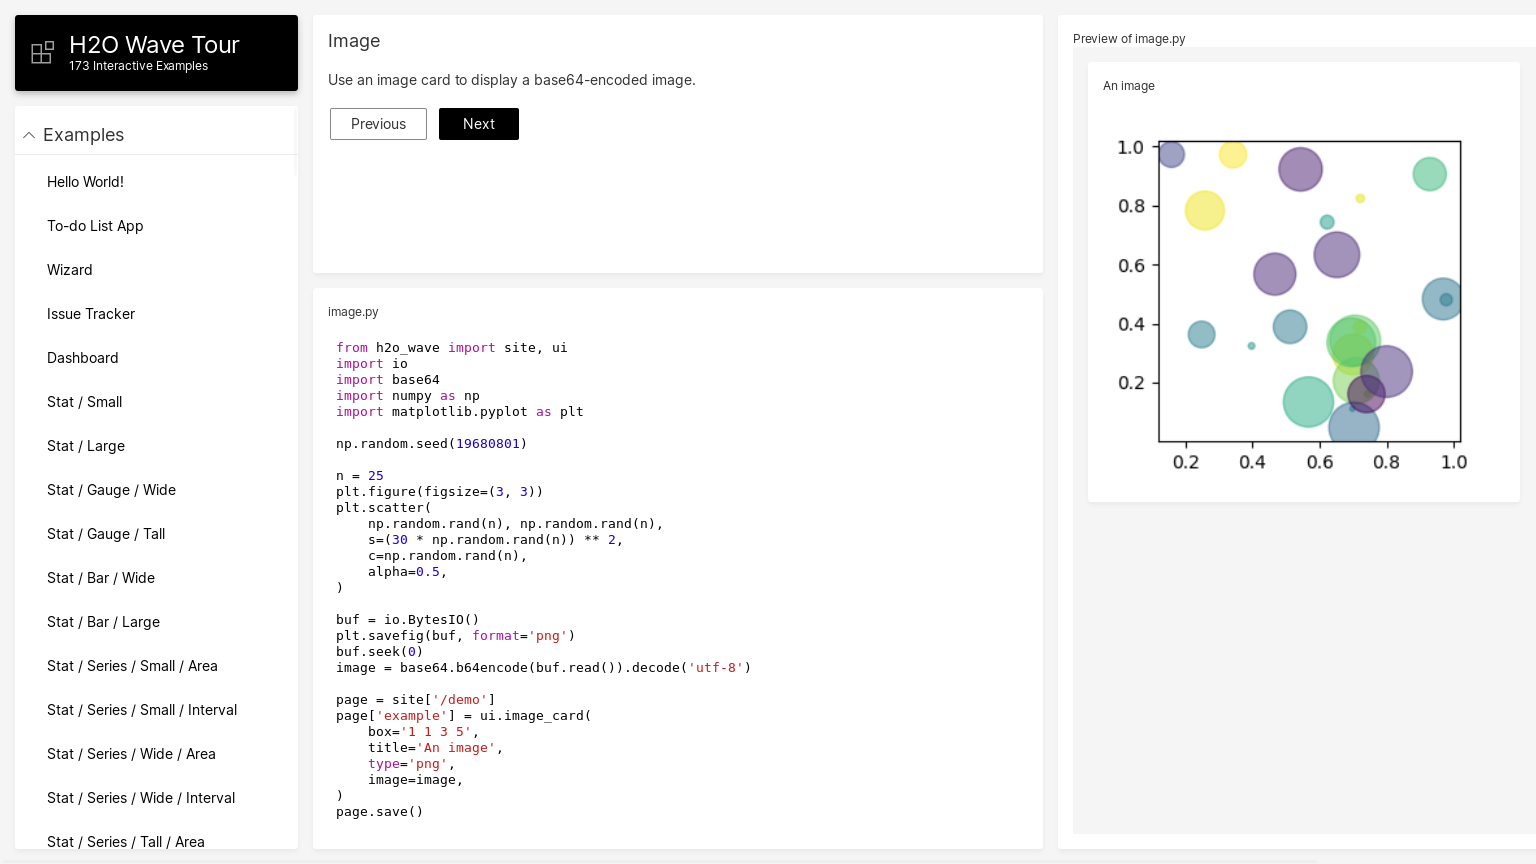 H2O Wave Tour
173 Interactive Examples
Examples
Hello World!
To-do List App
Wizard
Issue Tracker
Dashboard
Stat / Small
Stat / Large
Stat / Gauge / Wide
Stat / Gauge / Tall
Stat / Bar / Wide
Stat / Bar / Large
Stat / Series / Small / Area
Stat / Series / Small / Interval
Stat / Series / Wide / Area
Stat / Series / Wide / Interval
Stat / Series / Tall / Area
Image
Use an image card to display a base64-encoded image.
Previous Next
image.py
from h2o_wave import site, ui
import io
import base64
import numpy as np
import matplotlib.pyplot as plt
np.random.seed(19680801)
n = 25
plt.figure(figsize=(3, 3))
plt.scatter(
    np.random.rand(n), np.random.rand(n),
    s=(30 * np.random.rand(n)) ** 2,
    c=np.random.rand(n),
    alpha=0.5,
)
buf = io.BytesIO()
plt.savefig(buf, format='png')
buf.seek(0)
image = base64.b64encode(buf.read()).decode('utf-8')
page = site['/demo']
page['example'] = ui.image_card(
    box='1 1 3 5',
    title='An image',
    type='png',
    image=image,
)
page.save()
Preview of image.py
An image
1.0
0.8
0.6
0.4
0.2
0.2 0.4 0.6 0.8 1.0